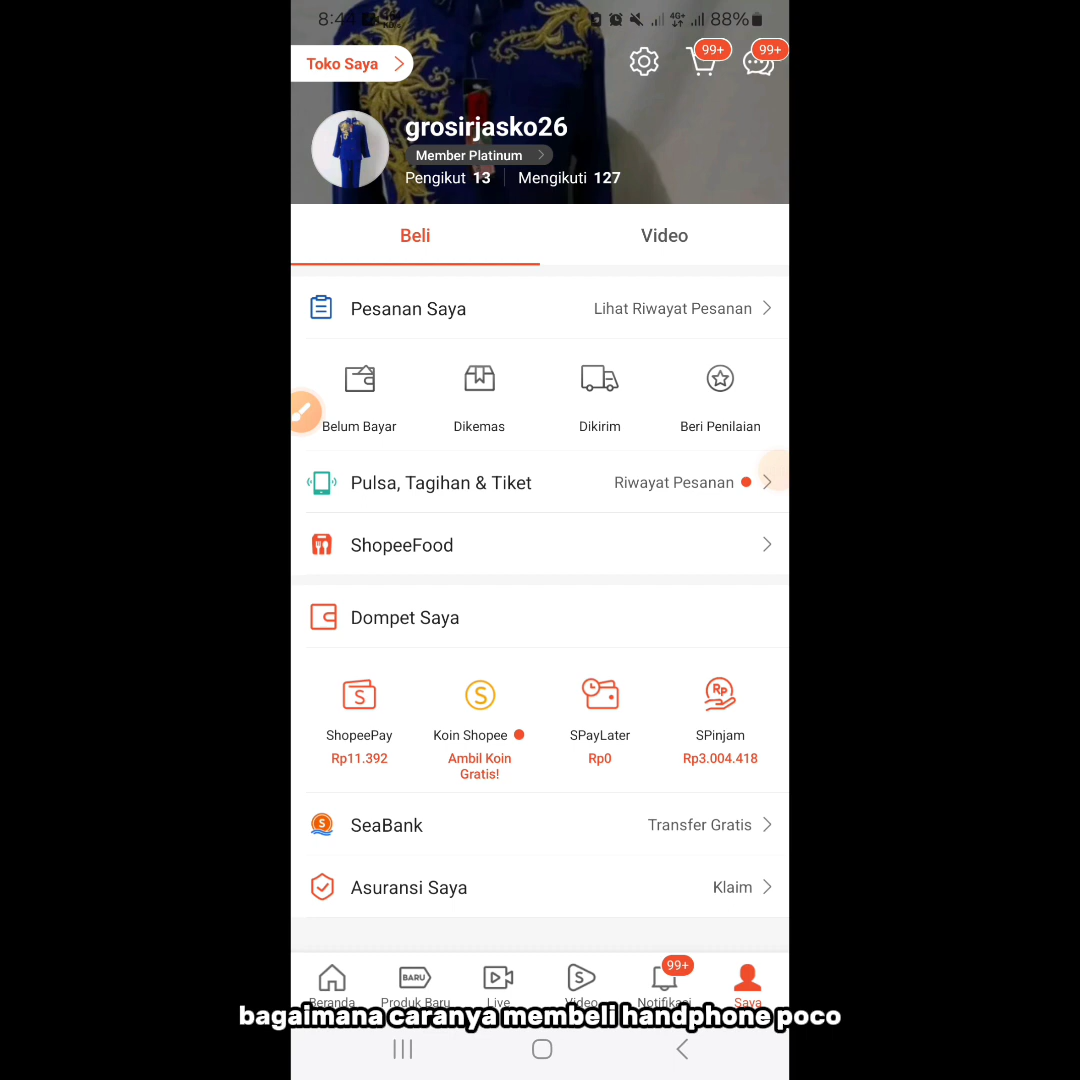 8:44
88%
Toko Saya
99+
99+
grosirjasko26
Member Platinum
Pengikut 13
Mengikuti 127
Beli
Video
Pesanan Saya
Lihat Riwayat Pesanan
Belum Bayar
Dikemas
Dikirim
Beri Penilaian
Pulsa, Tagihan & Tiket
Riwayat Pesanan
ShopeeFood
Dompet Saya
ShopeePay
Koin Shopee
SPayLater
SPinjam
Rp11.392
Ambil Koin
Gratis!
Rp0
Rp3.004.418
SeaBank
Transfer Gratis
Asuransi Saya
Klaim
BARU
99+
Beranda
Produk Baru
Live
Video
Notifikasi
Saya
bagaimana caranya membeli handphone poco